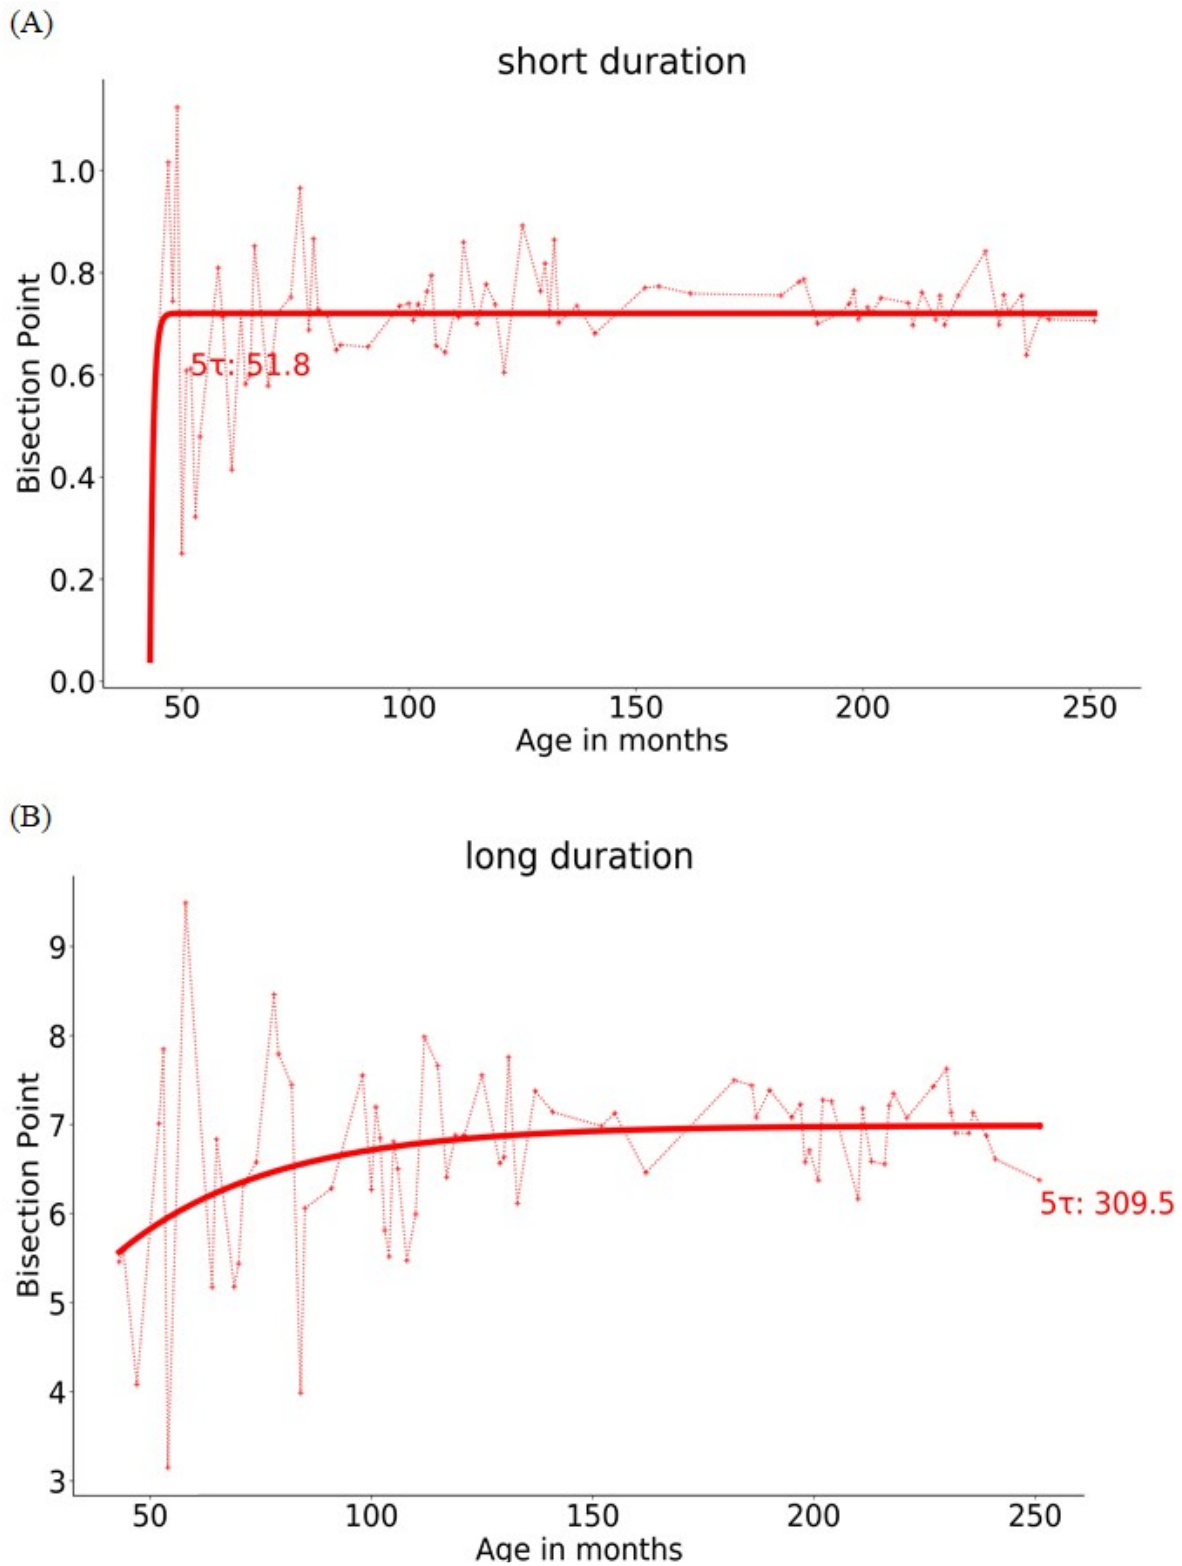 (A)
short duration
Bisection Point
1.0
0.8
0.6
0.4
0.2
0.0
5τ: 51.8
50 100 150 200 250
Age in months
(B)
long duration
Bisection Point
9
8
7
6
5
4
3
5τ: 309.5
50 100 150 200 250
Age in months